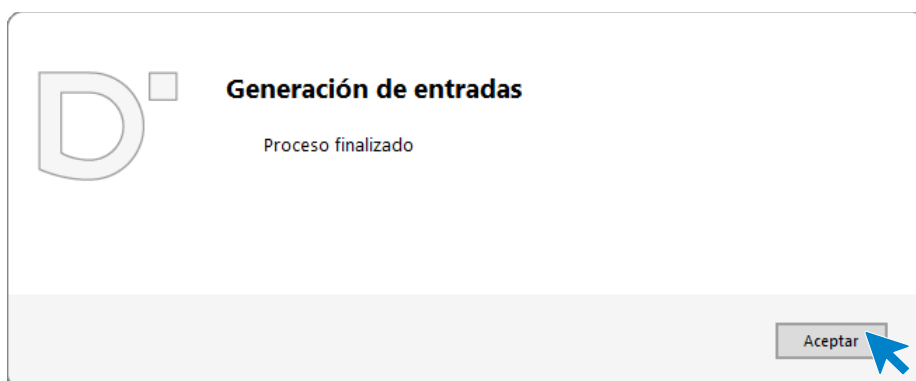 Generación de entradas
Proceso finalizado
Aceptar